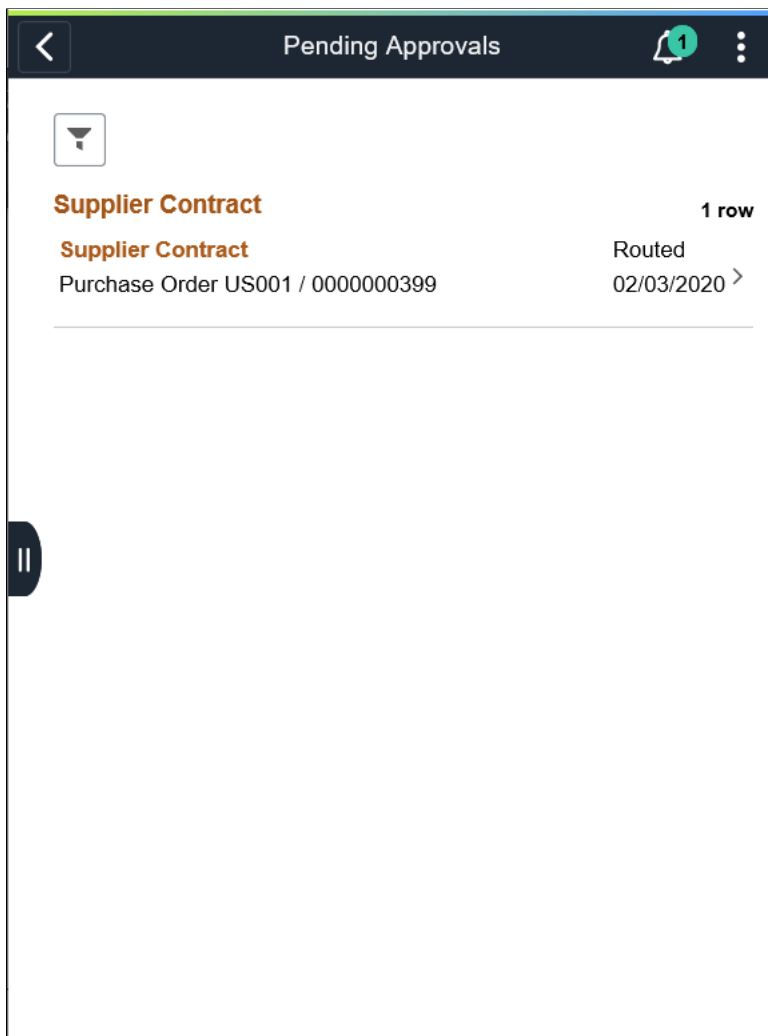 Pending Approvals
1
Supplier Contract
1 row
Supplier Contract
Routed
Purchase Order US001 / 0000000399
02/03/2020